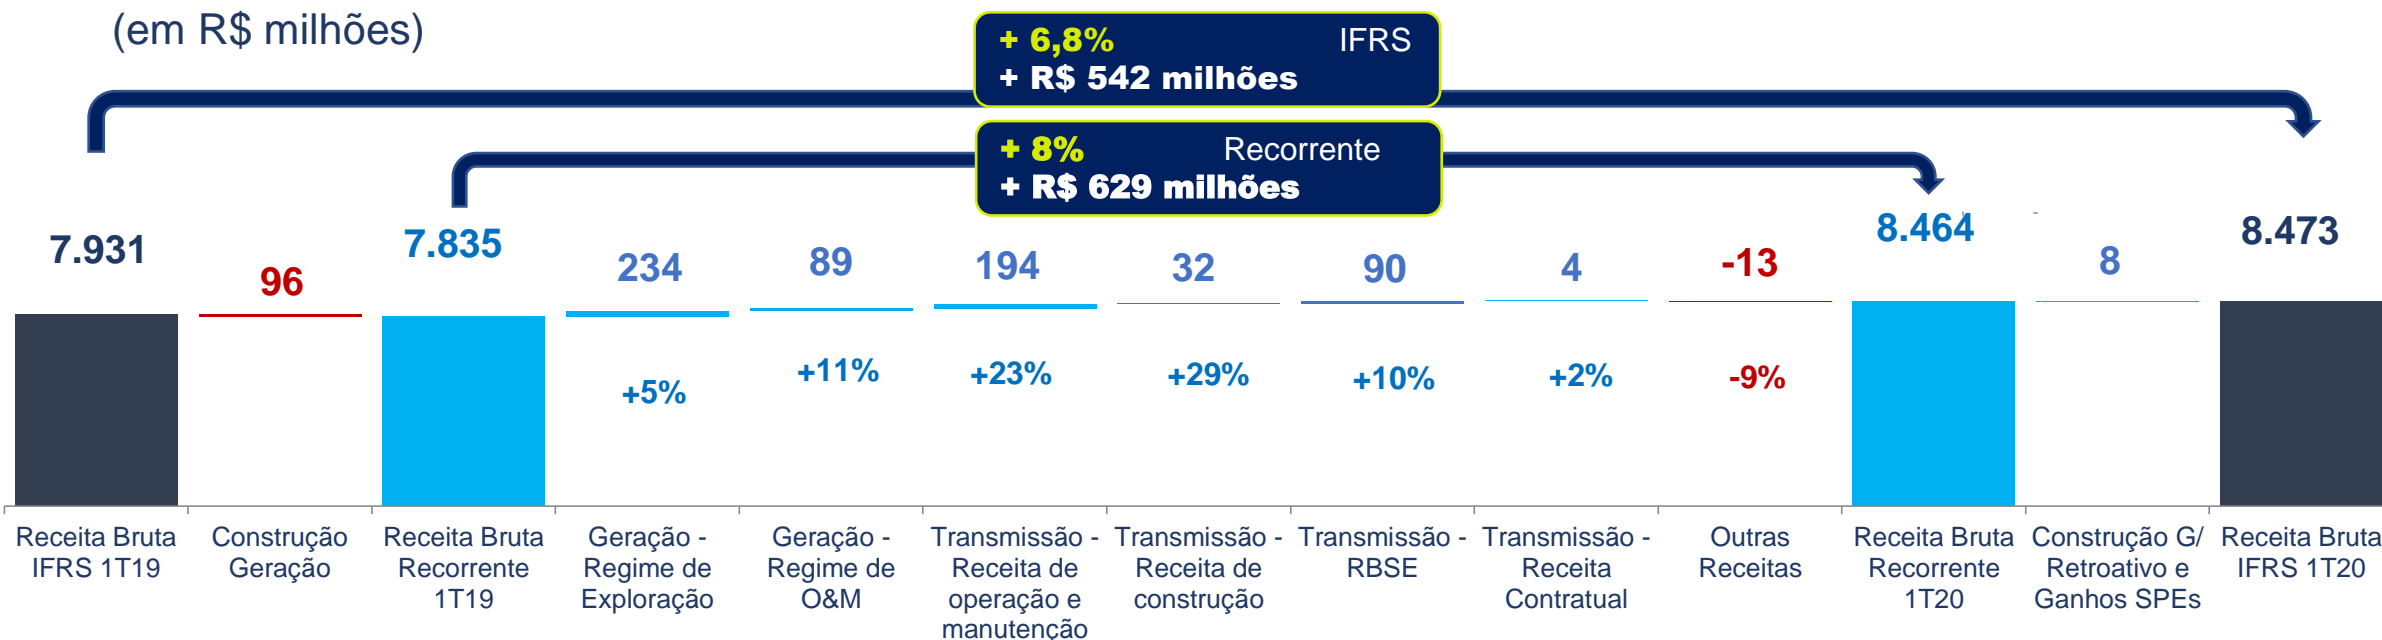 (em R$ milhões)
+ 6,8% IFRS
+ R$ 542 milhões
+ 8% Recorrente
+ R$ 629 milhões
7.931
96
7.835
234
89
194
32
90
4
-13
8.464
8
8.473
+5%
+11%
+23%
+29%
+10%
+2%
-9%
Receita Bruta
IFRS 1T19
Construção
Geração
Receita Bruta
Recorrente
1T19
Geração -
Regime de
Exploração
Geração -
Regime de
O&M
Transmissão -
Receita de
operação e
manutenção
Transmissão -
Receita de
construção
Transmissão -
RBSE
Transmissão -
Receita
Contratual
Outras
Receitas
Receita Bruta
Recorrente
1T20
Construção G/
Retroativo e
Ganhos SPEs
Receita Bruta
IFRS 1T20